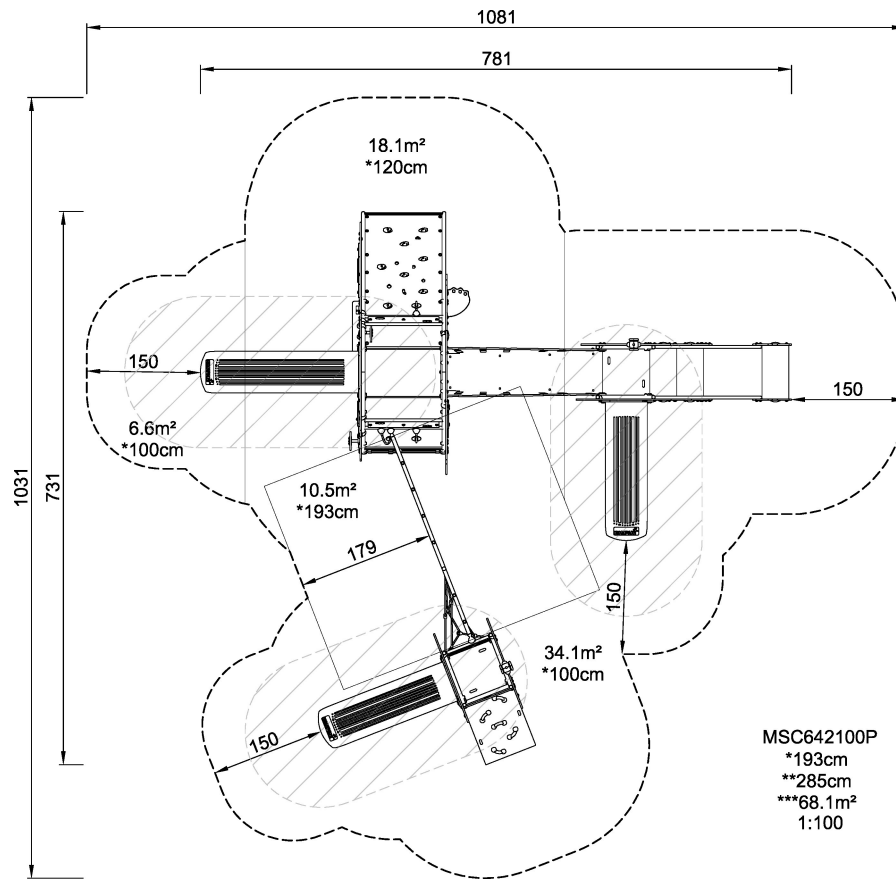 1081
781
18.1m²
*120cm
150
150
6.6m²
*100cm
1031
731
10.5m²
*193cm
179
150
34.1m²
*100cm
150
MSC642100P
*193cm
**285cm
***68.1m²
1:100